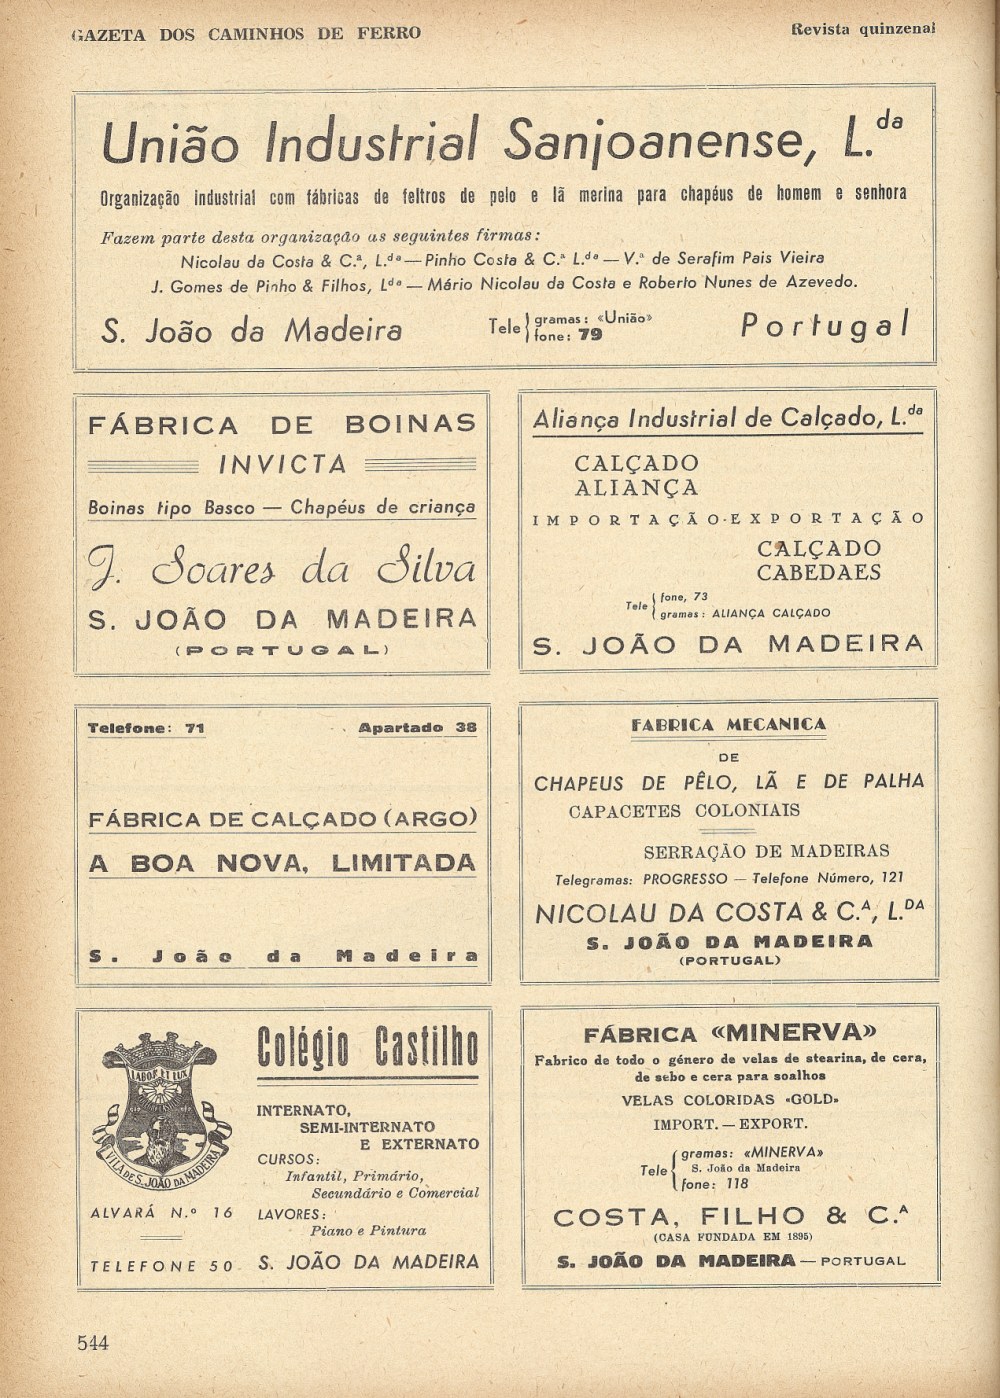 GAZETA DOS CAMINHOS DE FERRO
Revista quinzenal
União Industrial Sanjoanense, L.da
Organização industrial com fábricas de feltros de pelo e lã merina para chapéus de homem e senhora
Fazem parte desta organização as seguintes firmas:
Nicolau da Costa & C.ª, L.da — Pinho Costa & C.ª L.da — V.ª de Serafim Pais Vieira
J. Gomes de Pinho & Filhos, Lda — Mário Nicolau da Costa e Roberto Nunes de Azevedo.
S. João da Madeira
Tele
gramas: «União»
fone: 79
Portugal
FÁBRICA DE BOINAS
INVICTA
Boinas tipo Basco — Chapéus de criança
J. Soares da Silva
S. JOÃO DA MADEIRA
(PORTUGAL)
Aliança Industrial de Calçado, L.da
CALÇADO
ALIANÇA
IMPORTAÇÃO-EXPORTAÇÃO
CALÇADO
CABEDAES
Tele
fone, 73
gramas: ALIANÇA CALÇADO
S. JOÃO DA MADEIRA
Telefone: 71
Apartado 38
FÁBRICA DE CALÇADO (ARGO)
A BOA NOVA, LIMITADA
S. João da Madeira
FABRICA MECANICA
DE
CHAPEUS DE PÊLO, LÃ E DE PALHA
CAPACETES COLONIAIS
SERRAÇÃO DE MADEIRAS
Telegramas: PROGRESSO — Telefone Número, 121
NICOLAU DA COSTA & C.A, L.DA
S. JOÃO DA MADEIRA
(PORTUGAL)
LABOR ET LUX
VILA DE S. JOÃO DA MADEIRA
ALVARÁ N.º 16
TELEFONE 50
Colégio Castilho
INTERNATO,
SEMI-INTERNATO
E EXTERNATO
CURSOS:
Infantil, Primário,
Secundário e Comercial
LAVORES:
Piano e Pintura
S. JOÃO DA MADEIRA
FÁBRICA «MINERVA»
Fabrico de todo o género de velas de stearina, de cera,
de sebo e cera para soalhos
VELAS COLORIDAS «GOLD»
IMPORT. — EXPORT.
Tele
gramas: «MINERVA»
S. João da Madeira
fone: 118
COSTA, FILHO & C.A
(CASA FUNDADA EM 1895)
S. JOÃO DA MADEIRA — PORTUGAL
544